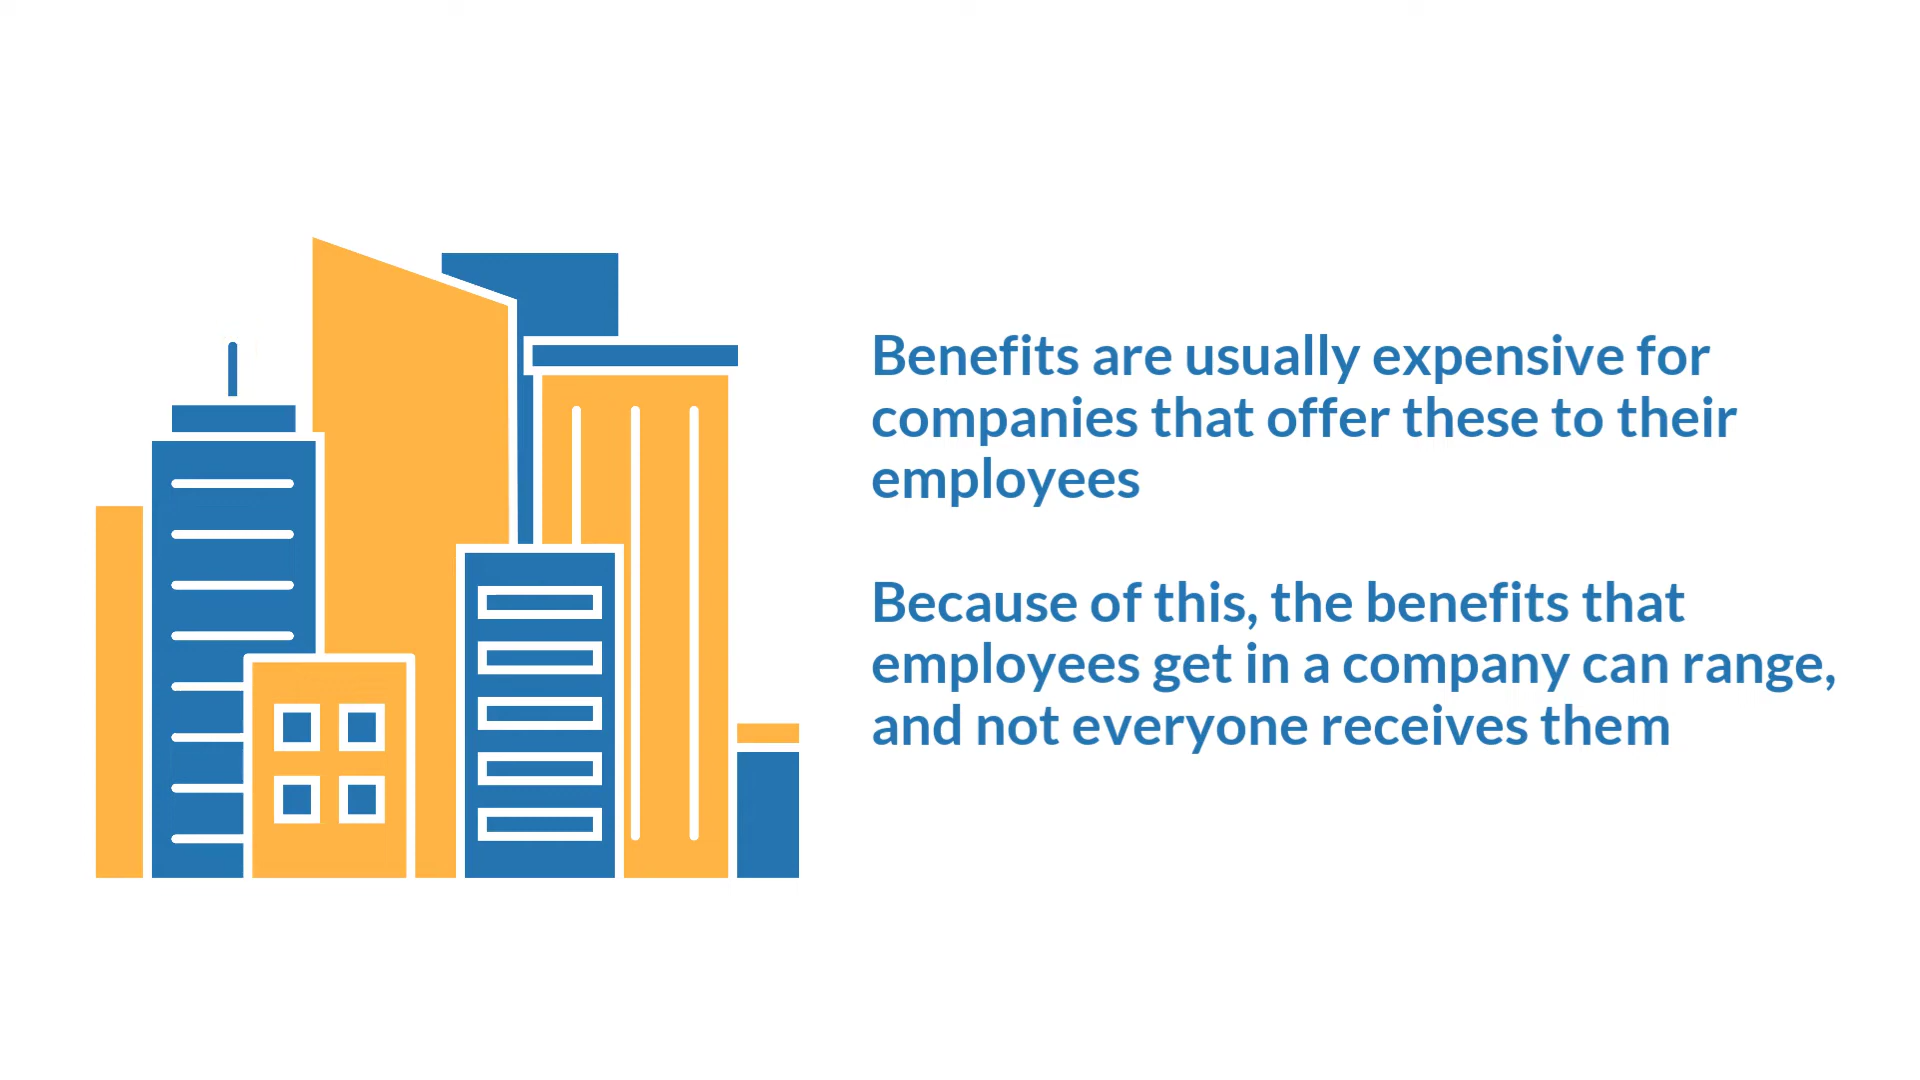 Benefits are usually expensive for
companies that offer these to their
employees
Because of this, the benefits that
employees get in a company can range,
and not everyone receives them